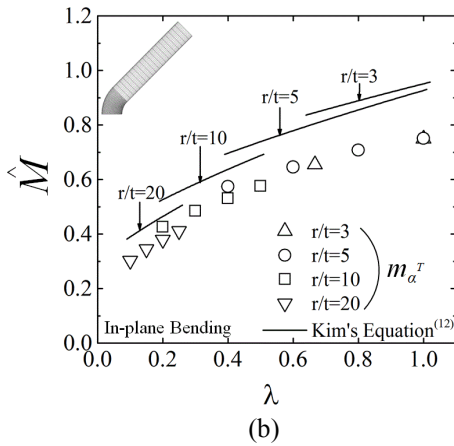 1.2
1.0
0.8
0.6
0.4
0.2
0.0
M̂
r/t=3
r/t=5
r/t=10
r/t=20
r/t=3
r/t=5
r/t=10
r/t=20
mαᵀ
In-plane Bending
Kim's Equation⁽¹²⁾
0.0 0.2 0.4 0.6 0.8 1.0
λ
(b)